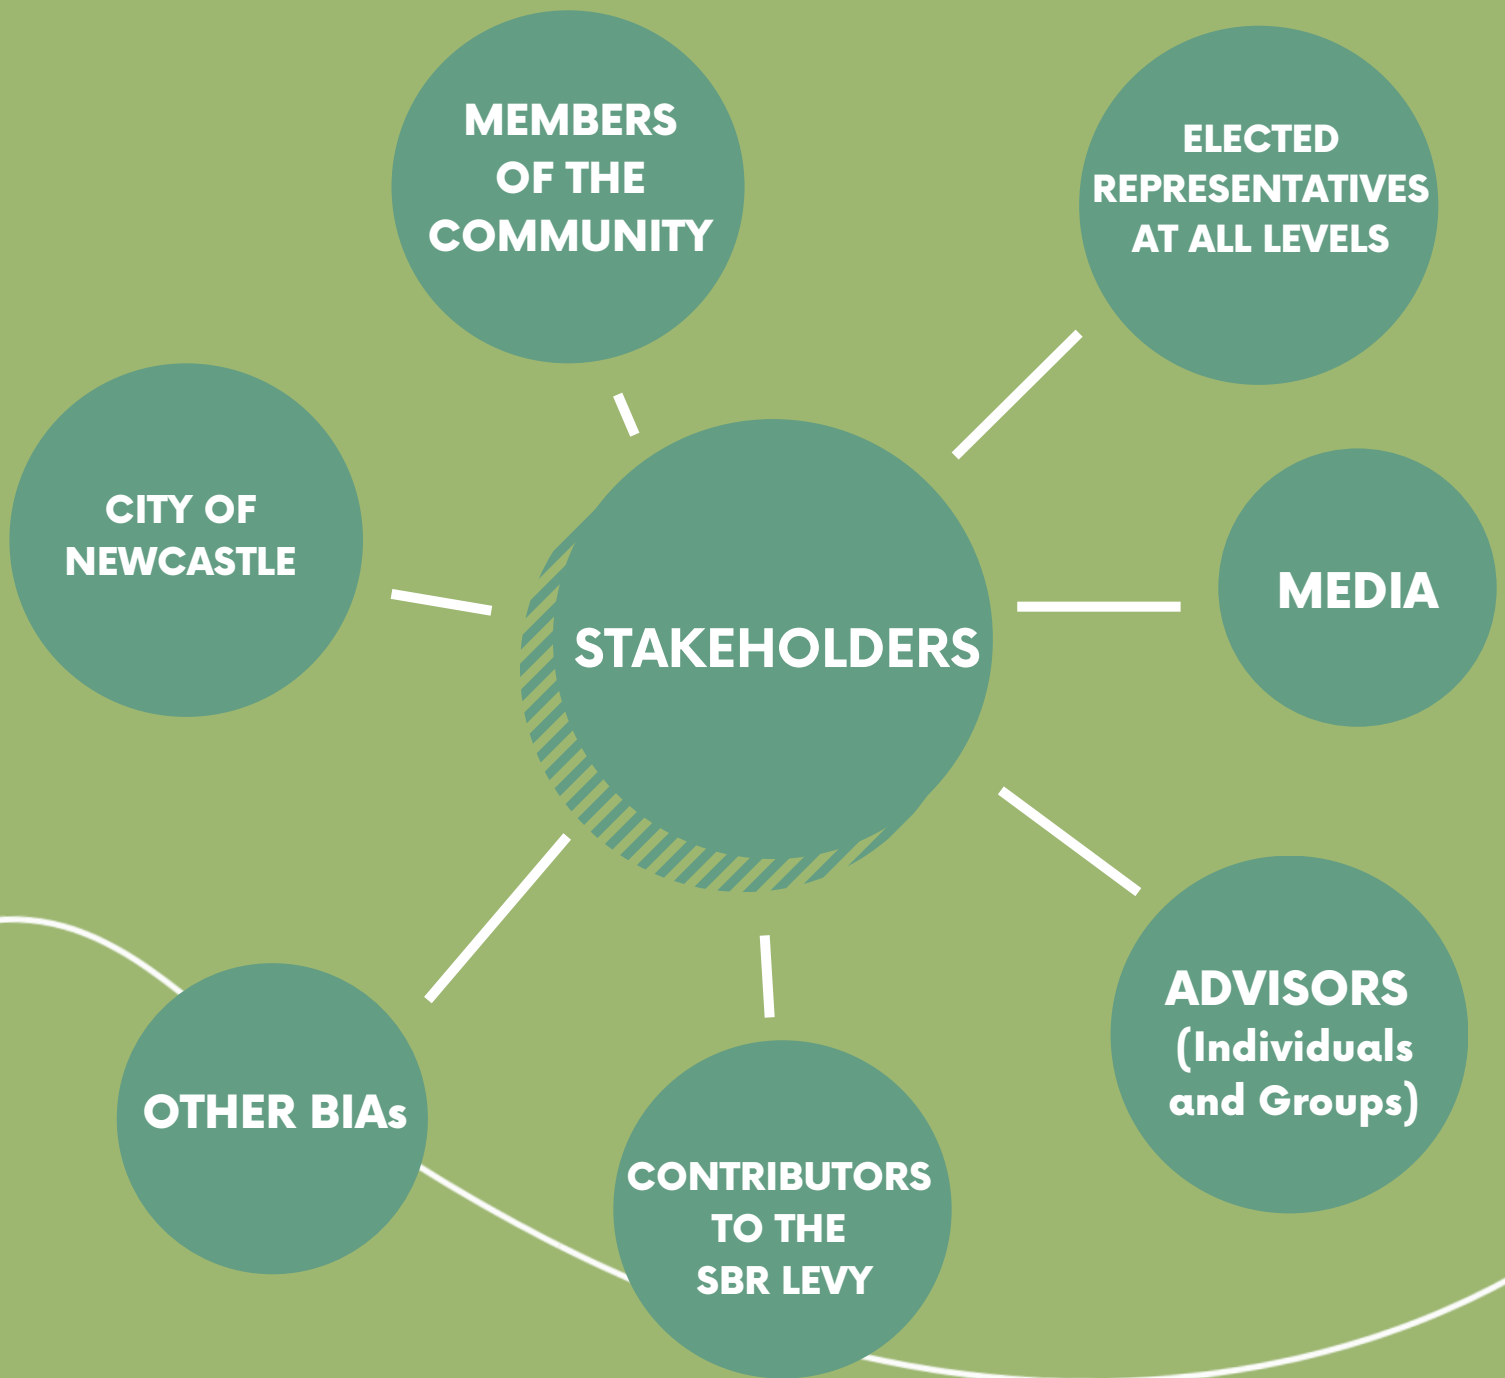 MEMBERS
OF THE
COMMUNITY
ELECTED
REPRESENTATIVES
AT ALL LEVELS
CITY OF
NEWCASTLE
STAKEHOLDERS
MEDIA
ADVISORS
(Individuals
and Groups)
OTHER BIAs
CONTRIBUTORS
TO THE
SBR LEVY